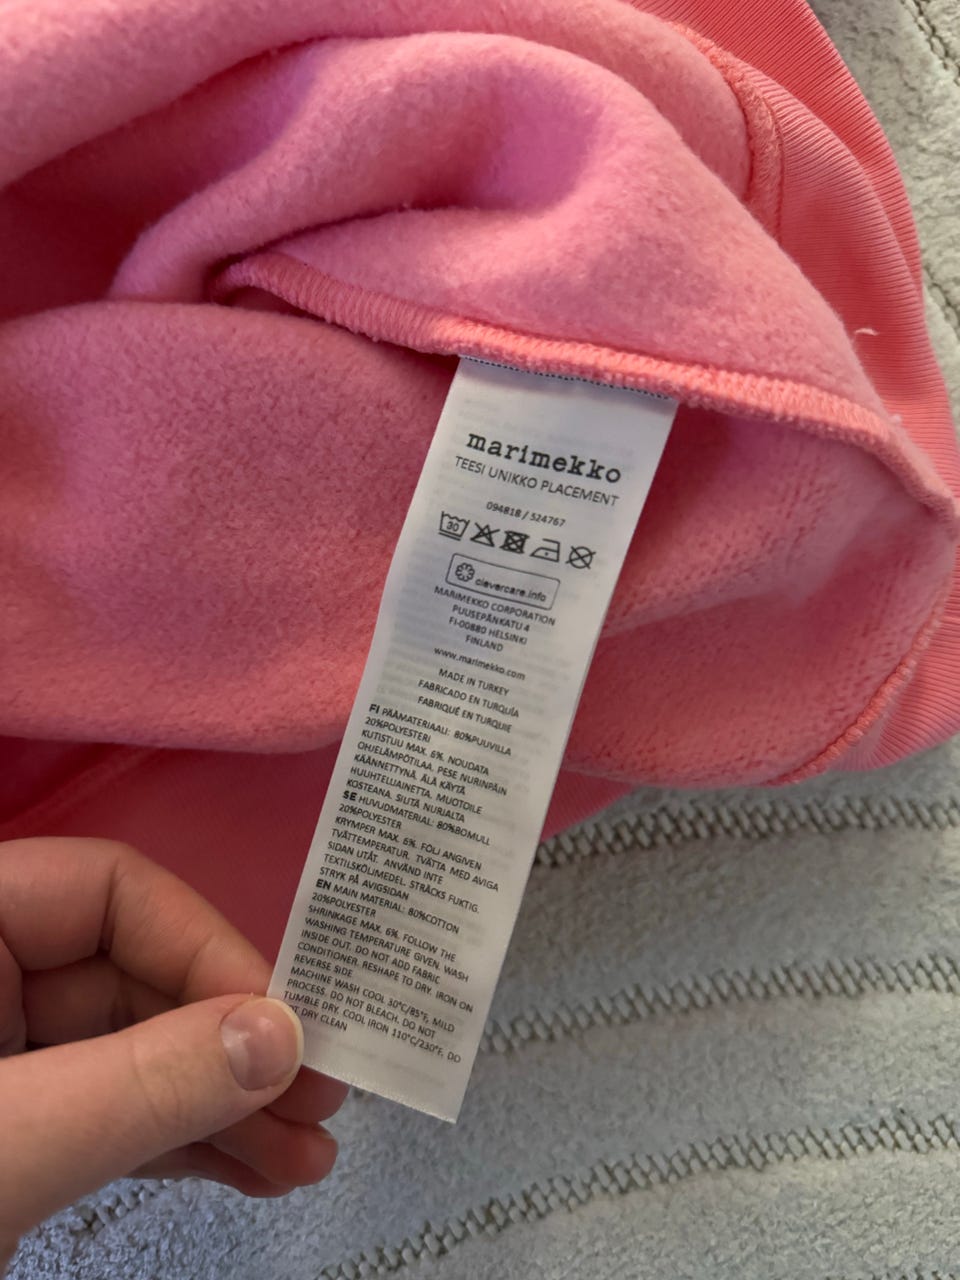 marimekko
TEESI UNIKKO PLACEMENT
094818 / 524767
30
clevercare.info
MARIMEKKO CORPORATION
PUUSEPÄNKATU 4
FI-00880 HELSINKI
FINLAND
www.marimekko.com
MADE IN TURKEY
FABRICADO EN TURQUÍA
FABRIQUÉ EN TURQUIE
FI PÄÄMATERIAALI: 80%PUUVILLA
20%POLYESTERI
KUTISTUU MAX. 6%. NOUDATA
OHJELÄMPÖTILAA. PESE NURINPÄIN
KÄÄNNETTYNÄ. ÄLÄ KÄYTÄ
HUUHTELUAINETTA. MUOTOILE
KOSTEANA. SILITÄ NURJALTA
SE HUVUDMATERIAL: 80%BOMULL
20%POLYESTER
KRYMPER MAX. 6%. FÖLJ ANGIVEN
TVÄTTEMPERATUR. TVÄTTA MED AVIGA
SIDAN UTÅT. ANVÄND INTE
TEXTILSKÖLJMEDEL. STRÄCKS FUKTIG.
STRYK PÅ AVIGSIDAN
EN MAIN MATERIAL: 80%COTTON
20%POLYESTER
SHRINKAGE MAX. 6%. FOLLOW THE
WASHING TEMPERATURE GIVEN. WASH
INSIDE OUT. DO NOT ADD FABRIC
CONDITIONER. RESHAPE TO DRY. IRON ON
REVERSE SIDE
MACHINE WASH COOL 30°C/85°F, MILD
PROCESS. DO NOT BLEACH. DO NOT
TUMBLE DRY. COOL IRON 110°C/230°F. DO
OT DRY CLEAN